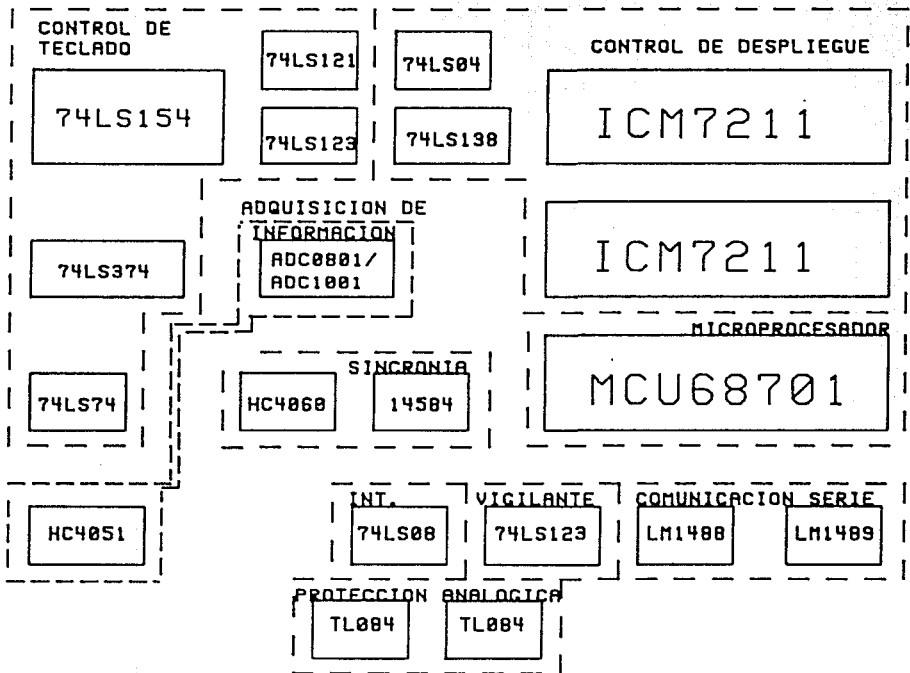 CONTROL DE
TECLADO
74LS154
74LS121
74LS123
74LS374
74LS74
74LS04
74LS138
CONTROL DE DESPLIEGUE
ICM7211
ICM7211
ADQUISICION DE
INFORMACION
ADC0801/
ADC1001
MICROPROCESADOR
MCU68701
SINCRONIA
HC4060
14584
HC4051
INT.
74LS08
VIGILANTE
74LS123
COMUNICACION SERIE
LM1488
LM1489
PROTECCION ANALOGICA
TL084
TL084